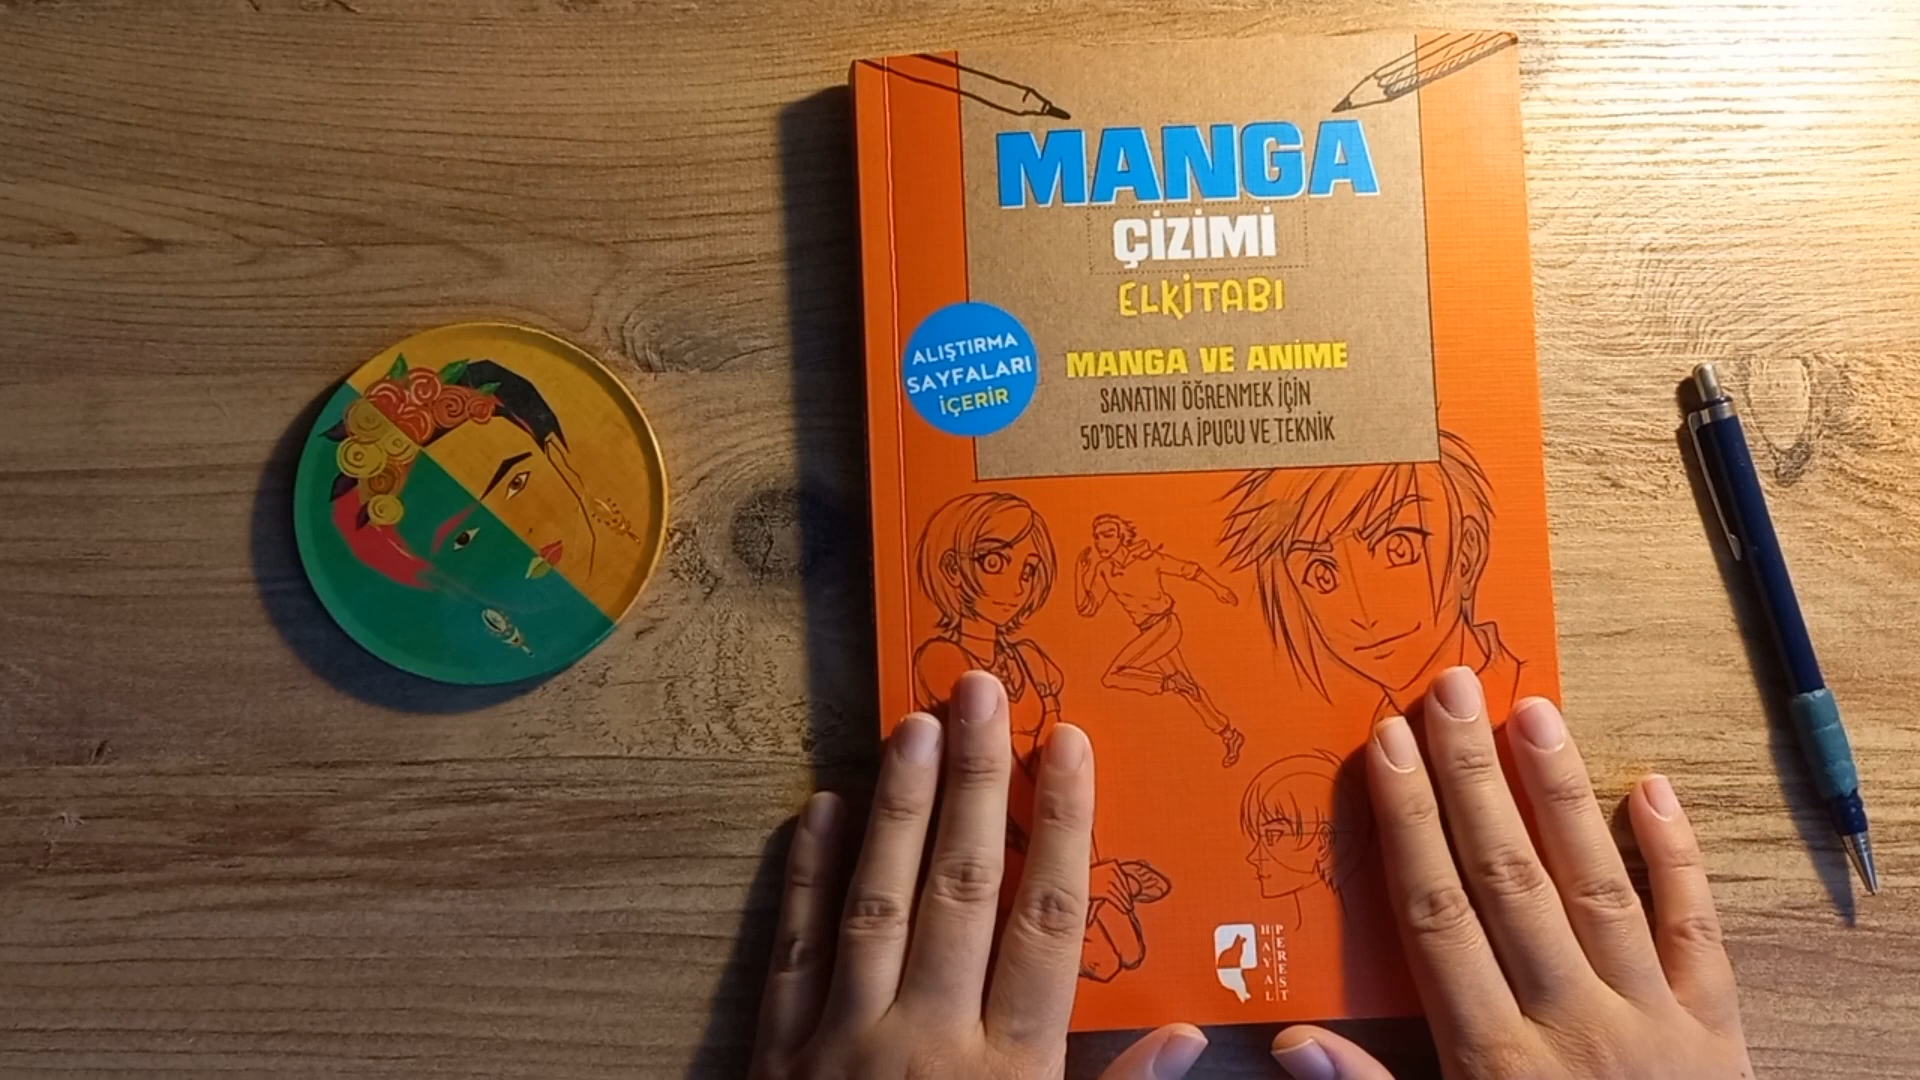 MANGA
ÇİZİMİ
ELKİTABI
MANGA VE ANİME
SANATINI ÖĞRENMEK İÇİN
50'DEN FAZLA İPUCU VE TEKNİK
ALIŞTIRMA
SAYFALARI
İÇERİR
HAYAL
PEREST